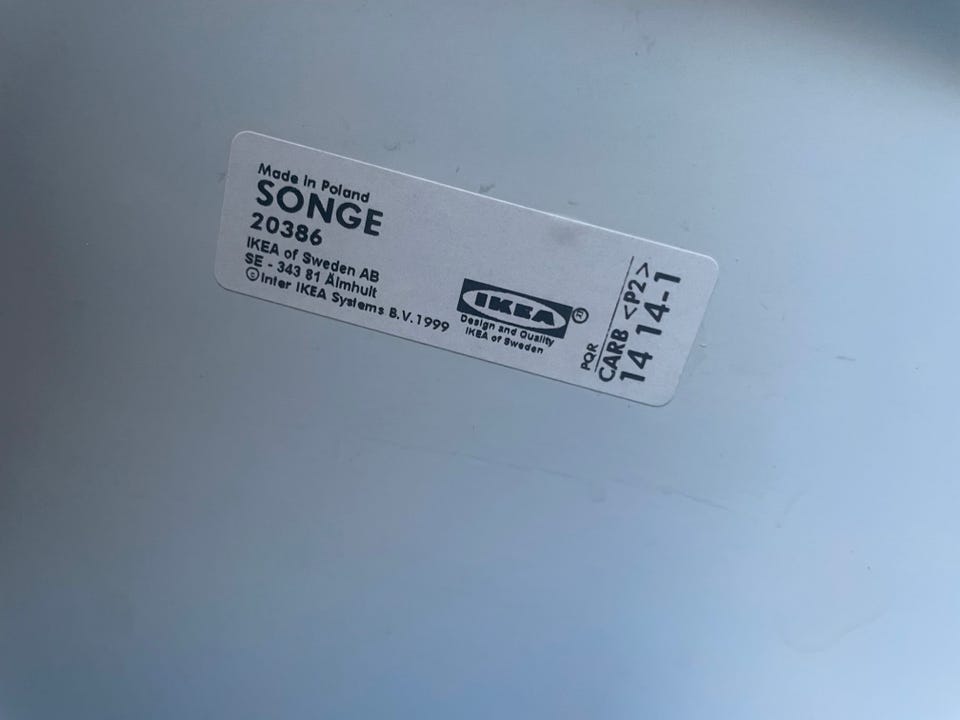 Made in Poland
SONGE
20386
IKEA of Sweden AB
SE - 343 81 Älmhult
©Inter IKEA Systems B.V. 1999
IKEA®
Design and Quality
IKEA of Sweden
PQR
CARB <P2>
14 14-1